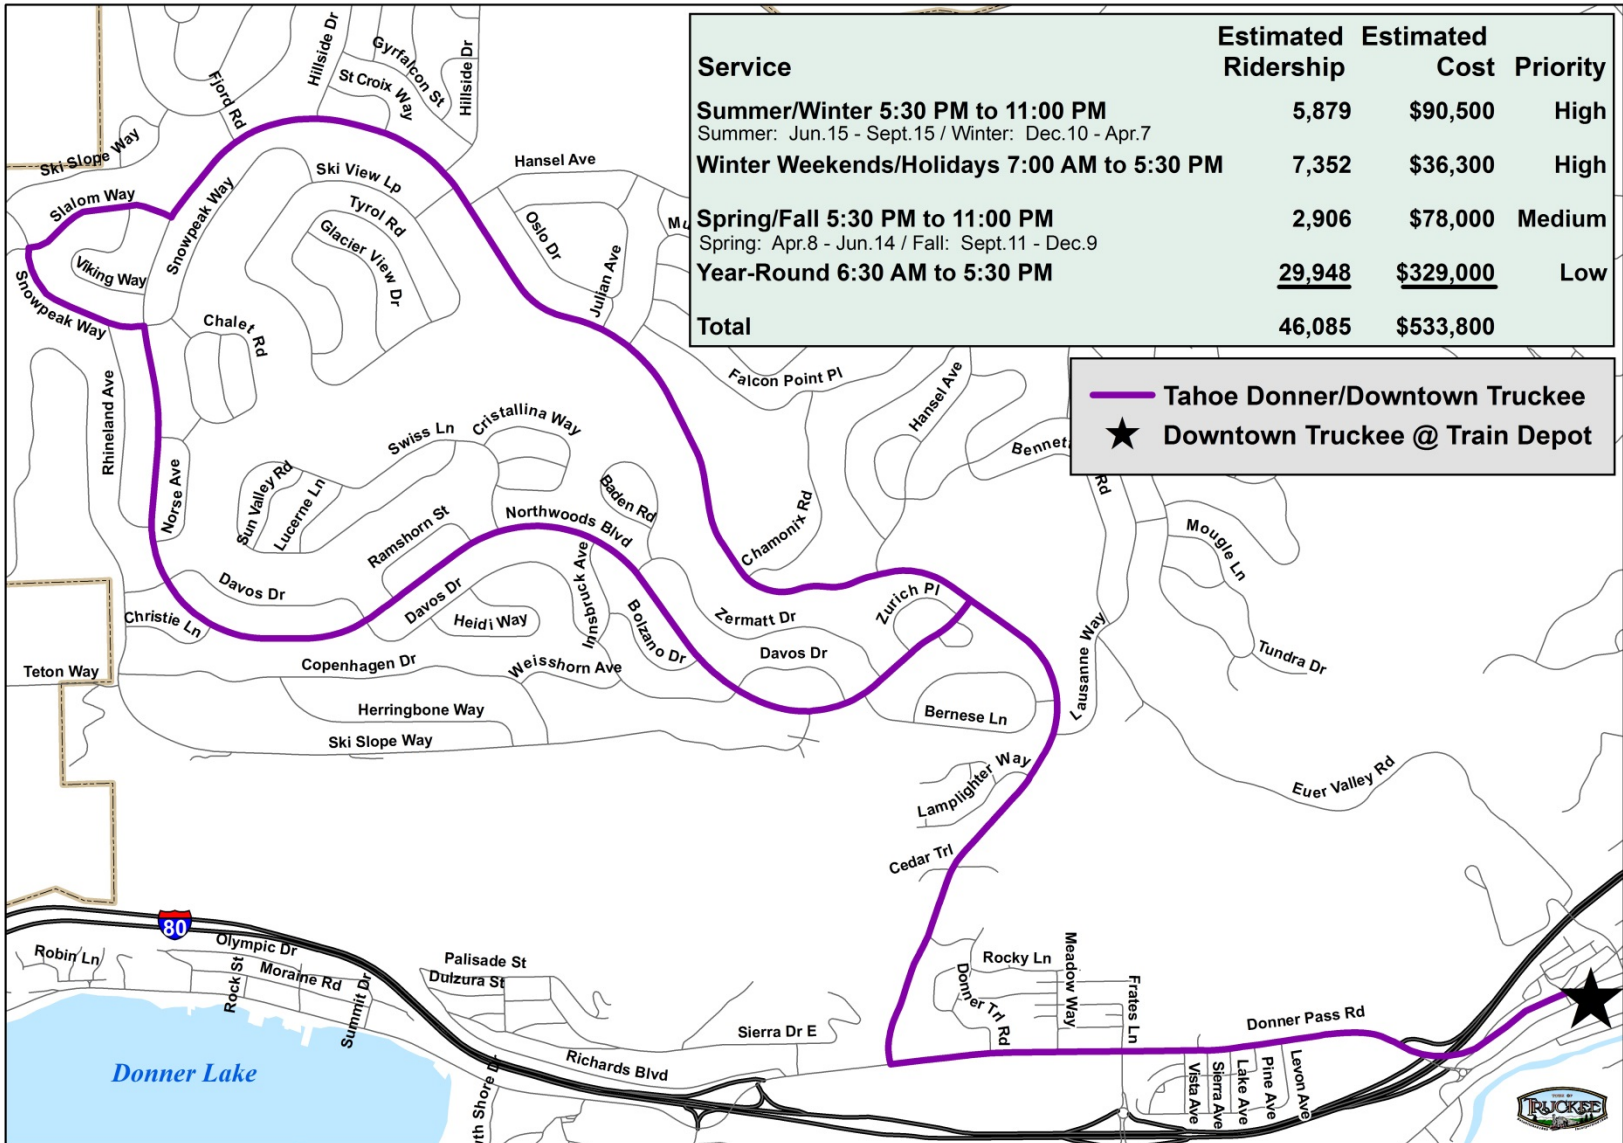 Service Estimated Ridership Estimated Cost Priority
Summer/Winter 5:30 PM to 11:00 PM 5,879 $90,500 High
Summer: Jun.15 - Sept.15 / Winter: Dec.10 - Apr.7
Winter Weekends/Holidays 7:00 AM to 5:30 PM 7,352 $36,300 High
Spring/Fall 5:30 PM to 11:00 PM 2,906 $78,000 Medium
Spring: Apr.8 - Jun.14 / Fall: Sept.11 - Dec.9
Year-Round 6:30 AM to 5:30 PM 29,948 $329,000 Low
Total 46,085 $533,800
Tahoe Donner/Downtown Truckee
Downtown Truckee @ Train Depot
Hillside Dr
Gyrfalcon St
Hillside Dr
St Croix Way
Fjord Rd
Ski Slope Way
Hansel Ave
Ski View Lp
Slalom Way
Snowpeak Way
Tyrol Rd
Glacier View Dr
Oslo Dr
Mu
Viking Way
Julian Ave
Snowpeak Way
Chalet Rd
Falcon Point Pl
Hansel Ave
Rhineland Ave
Cristallina Way
Swiss Ln
Bennet
Rd
Norse Ave
Sun Valley Rd
Lucerne Ln
Baden Rd
Northwoods Blvd
Ramshorn St
Chamonix Rd
Mougle Ln
Davos Dr
Davos Dr
Innsbruck Ave
Zurich Pl
Christie Ln
Heidi Way
Bolzano Dr
Zermatt Dr
Lausanne Way
Tundra Dr
Teton Way
Copenhagen Dr
Weisshorn Ave
Davos Dr
Herringbone Way
Bernese Ln
Ski Slope Way
Lamplighter Way
Euer Valley Rd
Cedar Trl
80
Robin Ln
Olympic Dr
Rock St
Moraine Rd
Summit Dr
Palisade St
Dulzura St
Rocky Ln
Meadow Way
Donner Trl Rd
Frates Ln
Sierra Dr E
Donner Pass Rd
Richards Blvd
Vista Ave
Sierra Ave
Lake Ave
Pine Ave
Levon Ave
Donner Lake
th Shore Dr
TRUCKEE